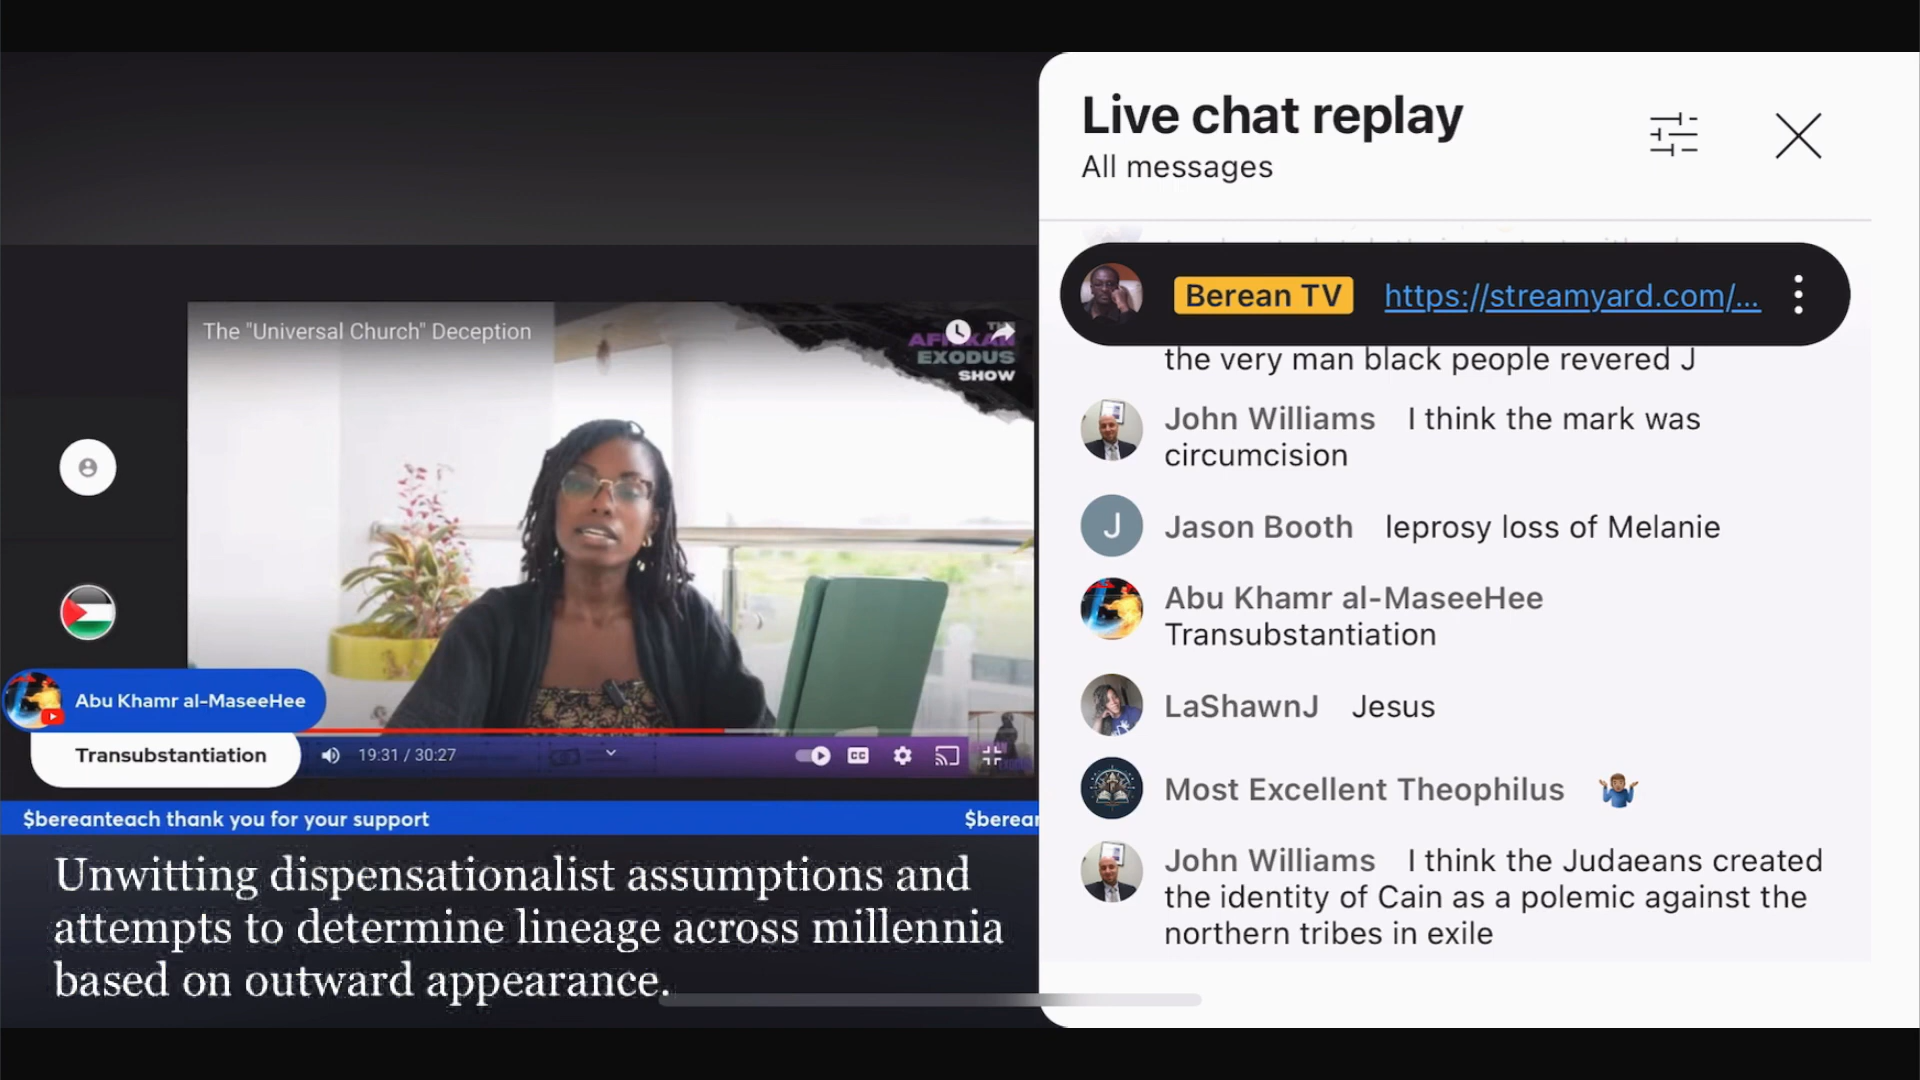 The "Universal Church" Deception
EXODUS
SHOW
Abu Khamr al-MaseeHee
Transubstantiation
19:31 / 30:27
CC
$bereanteach thank you for your support
$berear
Unwitting dispensationalist assumptions and
attempts to determine lineage across millennia
based on outward appearance.
Live chat replay
All messages
Berean TV https://streamyard.com/...
the very man black people revered J
John Williams I think the mark was
circumcision
J
Jason Booth leprosy loss of Melanie
Abu Khamr al-MaseeHee
Transubstantiation
LaShawnJ Jesus
Most Excellent Theophilus 🤷🏽‍♂️
John Williams I think the Judaeans created
the identity of Cain as a polemic against the
northern tribes in exile